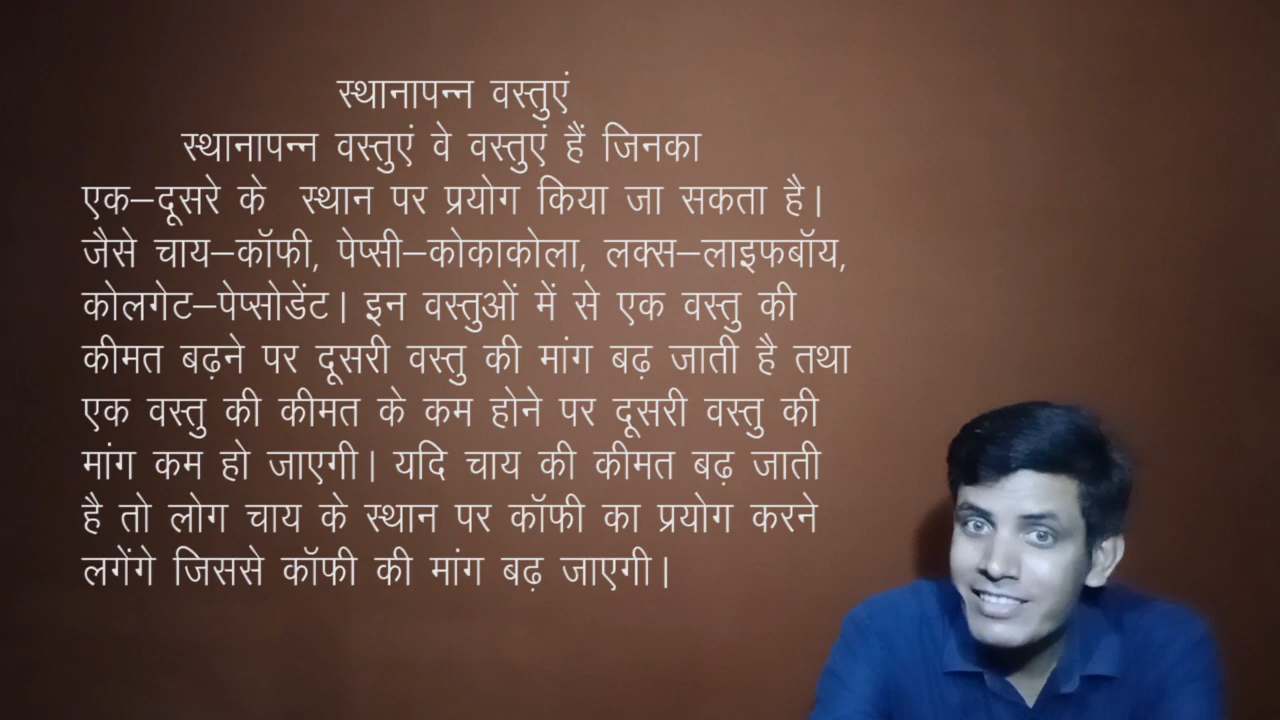 स्थानापन्न वस्तुएं
स्थानापन्न वस्तुएं वे वस्तुएं हैं जिनका
एक–दूसरे के स्थान पर प्रयोग किया जा सकता है।
जैसे चाय–कॉफी, पेप्सी–कोकाकोला, लक्स–लाइफबॉय,
कोलगेट–पेप्सोडेंट। इन वस्तुओं में से एक वस्तु की
कीमत बढ़ने पर दूसरी वस्तु की मांग बढ़ जाती है तथा
एक वस्तु की कीमत के कम होने पर दूसरी वस्तु की
मांग कम हो जाएगी। यदि चाय की कीमत बढ़ जाती
है तो लोग चाय के स्थान पर कॉफी का प्रयोग करने
लगेंगे जिससे कॉफी की मांग बढ़ जाएगी।